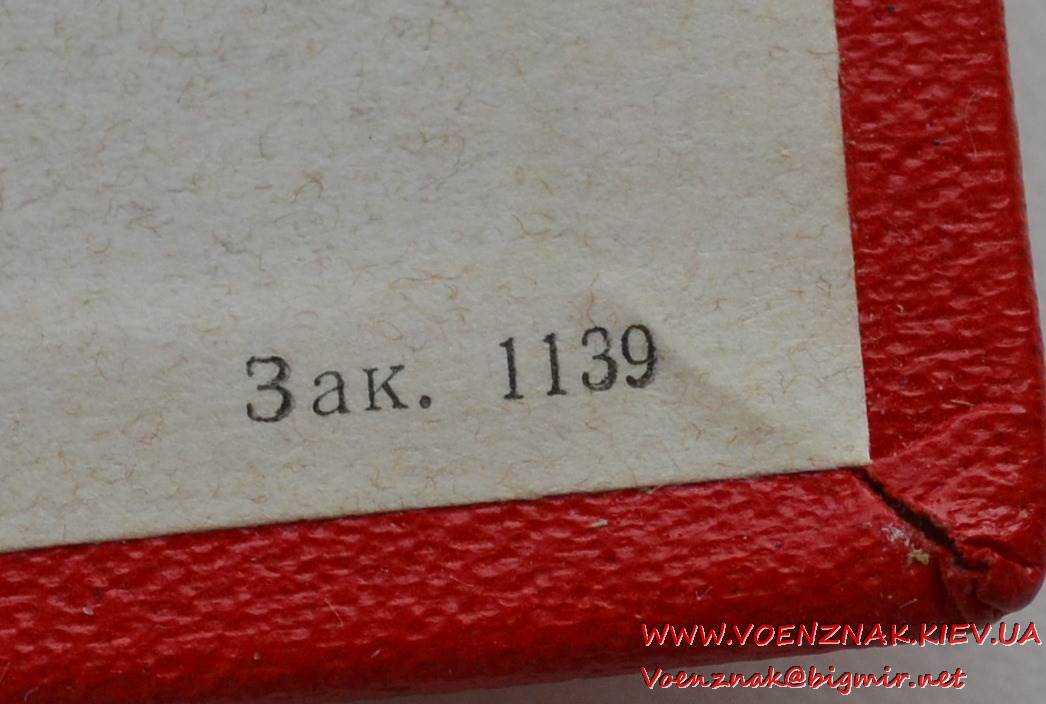 Зак. 1139
WWW.VOENZNAK.KIEV.UA
Voenznak@bigmir.net